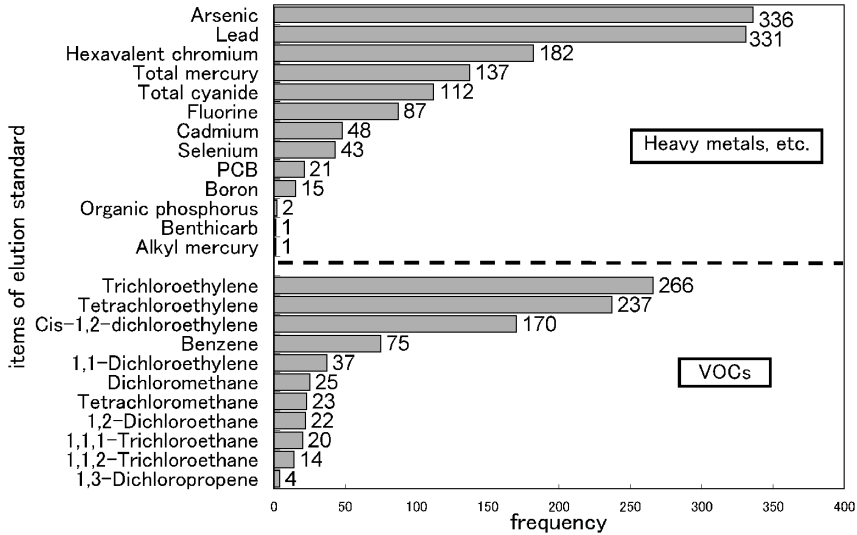 Arsenic 336
Lead 331
Hexavalent chromium 182
Total mercury 137
Total cyanide 112
Fluorine 87
Cadmium 48
Selenium 43
PCB 21
Boron 15
Organic phosphorus 2
Benthicarb 1
Alkyl mercury 1
Heavy metals, etc.
items of elution standard
Trichloroethylene 266
Tetrachloroethylene 237
Cis-1,2-dichloroethylene 170
Benzene 75
1,1-Dichloroethylene 37
Dichloromethane 25
Tetrachloromethane 23
1,2-Dichloroethane 22
1,1,1-Trichloroethane 20
1,1,2-Trichloroethane 14
1,3-Dichloropropene 4
VOCs
0 50 100 150 200 250 300 350 400
frequency